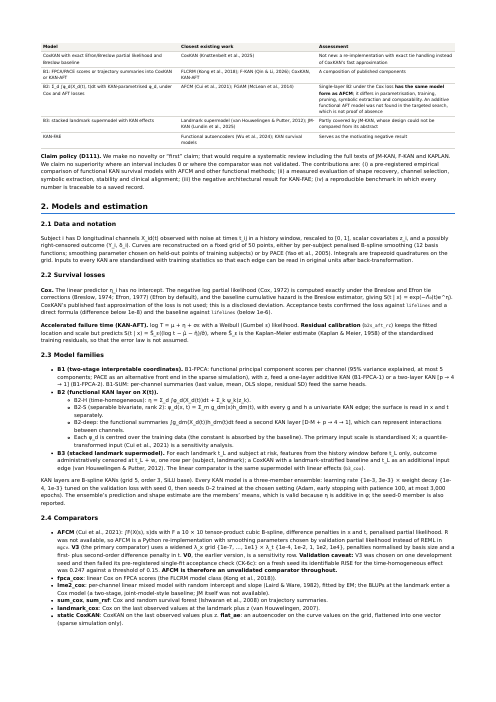 Model Closest existing work Assessment
CoxKAN with exact Efron/Breslow partial likelihood and Breslow baseline CoxKAN (Knottenbelt et al., 2025) Not new: a re-implementation with exact tie handling instead of CoxKAN's fast approximation
B1: FPCA/PACE scores or trajectory summaries into CoxKAN or KAN-AFT FLCRM (Kong et al., 2018); F-KAN (Qin & Li, 2026); CoxKAN; KAN-AFT A composition of published components
AFCM (Cui et al., 2021); FGAM (McLean et al., 2014) Single-layer B2 under the Cox loss has the same model form as AFCM; it differs in parametrisation, training, pruning, symbolic extraction and composability. An additive functional AFT model was not found in the targeted search, which is not proof of absence
B3: stacked landmark supermodel with KAN effects Landmark supermodel (van Houwelingen & Putter, 2012); JM-KAN (Lundin et al., 2025) Partly covered by JM-KAN, whose design could not be compared from its abstract
KAN-FAE Functional autoencoders (Wu et al., 2024); KAN survival models Serves as the motivating negative result
Claim policy (D111). We make no novelty or "first" claim; that would require a systematic review including the full texts of JM-KAN, F-KAN and KAPLAN.
We claim no superiority where an interval includes 0 or where the comparator was not validated. The contributions are: (i) a pre-registered empirical
comparison of functional KAN survival models with AFCM and other functional methods; (ii) a measured evaluation of shape recovery, channel selection,
symbolic extraction, stability and clinical alignment; (iii) the negative architectural result for KAN-FAE; (iv) a reproducible benchmark in which every
number is traceable to a saved record.
2. Models and estimation
2.1 Data and notation
Subject i has D longitudinal channels X_id(t) observed with noise at times t_ij in a history window, rescaled to [0, 1], scalar covariates z_i, and a possibly
right-censored outcome (Y_i, δ_i). Curves are reconstructed on a fixed grid of 50 points, either by per-subject penalised B-spline smoothing (12 basis
functions; smoothing parameter chosen on held-out points of training subjects) or by PACE (Yao et al., 2005). Integrals are trapezoid quadratures on the
grid. Inputs to every KAN are standardised with training statistics so that each edge can be read in original units after back-transformation.
2.2 Survival losses
Cox. The linear predictor η_i has no intercept. The negative log partial likelihood (Cox, 1972) is computed exactly under the Breslow and Efron tie
corrections (Breslow, 1974; Efron, 1977) (Efron by default), and the baseline cumulative hazard is the Breslow estimator, giving
CoxKAN's published fast approximation of the loss is not used; this is a disclosed deviation. Acceptance tests confirmed the loss against lifelines and a
direct formula (difference below 1e-8) and the baseline against lifelines (below 1e-6).
Accelerated failure time (KAN-AFT). log T = μ + η + σε with a Weibull (Gumbel ε) likelihood. Residual calibration keeps the fitted
location and scale but predicts where Ŝ_ε is the Kaplan–Meier estimate (Kaplan & Meier, 1958) of the standardised
training residuals, so that the error law is not assumed.
2.3 Model families
• B1 (two-stage interpretable coordinates). B1-FPCA: functional principal component scores per channel (95% variance explained, at most 5
components; PACE as an alternative front end in the sparse simulation), with z, feed a one-layer additive KAN (B1-FPCA-1) or a two-layer KAN [p → 4
→ 1] (B1-FPCA-2). B1-SUM: per-channel summaries (last value, mean, OLS slope, residual SD) feed the same heads.
• B2 (functional KAN layer on X(t)).
◦ B2-H (time-homogeneous):
◦ B2-S (separable bivariate, rank 2): φ_d(x, t) = Σ_m g_dm(x)h_dm(t), with every g and h a univariate KAN edge; the surface is read in x and t
separately.
◦ B2-deep: the functional summaries ∫g_dm(X_d(t))h_dm(t)dt feed a second KAN layer [D·M + p → 4 → 1], which can represent interactions
between channels.
◦ Each φ_d is centred over the training data (the constant is absorbed by the baseline). The primary input scale is standardised X; a quantile-
transformed input (Cui et al., 2021) is a sensitivity analysis.
• B3 (stacked landmark supermodel). For each landmark t_L and subject at risk, features from the history window before t_L only, outcome
administratively censored at t_L + w, one row per (subject, landmark); a CoxKAN with a landmark-stratified baseline and t_L as an additional input
edge (van Houwelingen & Putter, 2012). The linear comparator is the same supermodel with linear effects
KAN layers are B-spline KANs (grid 5, order 3, SiLU base). Every KAN model is a three-member ensemble: learning rate {1e-3, 3e-3} × weight decay {1e-
4, 1e-3} tuned on the validation loss with seed 0, then seeds 0–2 trained at the chosen setting (Adam, early stopping with patience 100, at most 3,000
epochs). The ensemble's prediction and shape estimate are the members' means, which is valid because η is additive in φ; the seed-0 member is also
reported.
2.4 Comparators
• AFCM (Cui et al., 2021): ∫F(X(s), s)ds with F a 10 × 10 tensor-product cubic B-spline, difference penalties in x and t, penalised partial likelihood. R
was not available, so AFCM is a Python re-implementation with smoothing parameters chosen by validation partial likelihood instead of REML in
mgcv. V3 (the primary comparator) uses a widened λ_x grid {1e-7, ..., 1e1} × λ_t {1e-4, 1e-2, 1, 1e2, 1e4}, penalties normalised by basis size and a
first- plus second-order difference penalty in t. V0, the earlier version, is a sensitivity row. Validation caveat: V3 was chosen on one development
seed and then failed its pre-registered single-fit acceptance check (CX-6c): on a fresh seed its identifiable RISE for the time-homogeneous effect
was 0.247 against a threshold of 0.15. AFCM is therefore an unvalidated comparator throughout.
• fpca_cox: linear Cox on FPCA scores (the FLCRM model class (Kong et al., 2018)).
• lme2_cox: per-channel linear mixed model with random intercept and slope (Laird & Ware, 1982), fitted by EM; the BLUPs at the landmark enter a
Cox model (a two-stage, joint-model-style baseline; JM itself was not available).
• sum_cox, sum_rsf: Cox and random survival forest (Ishwaran et al., 2008) on trajectory summaries.
• landmark_cox: Cox on the last observed values at the landmark plus z (van Houwelingen, 2007).
• static CoxKAN: CoxKAN on the last observed values plus z. flat_ae: an autoencoder on the curve values on the grid, flattened into one vector
(sparse simulation only).